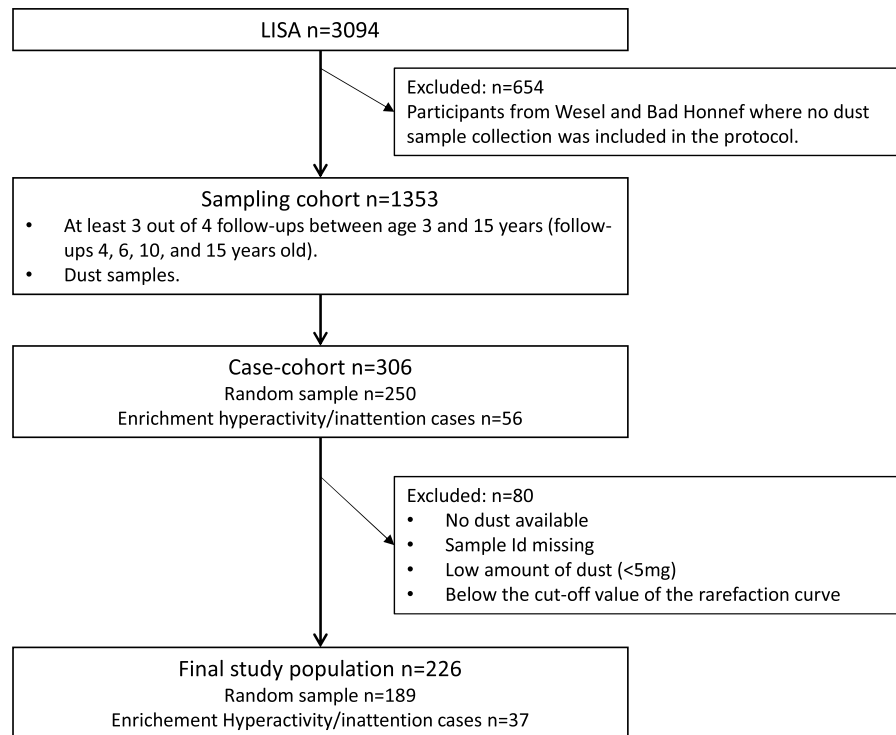 LISA n=3094
Excluded: n=654
Participants from Wesel and Bad Honnef where no dust
sample collection was included in the protocol.
Sampling cohort n=1353
• At least 3 out of 4 follow-ups between age 3 and 15 years (follow-
ups 4, 6, 10, and 15 years old).
• Dust samples.
Case-cohort n=306
Random sample n=250
Enrichment hyperactivity/inattention cases n=56
Excluded: n=80
• No dust available
• Sample Id missing
• Low amount of dust (<5mg)
• Below the cut-off value of the rarefaction curve
Final study population n=226
Random sample n=189
Enrichement Hyperactivity/inattention cases n=37